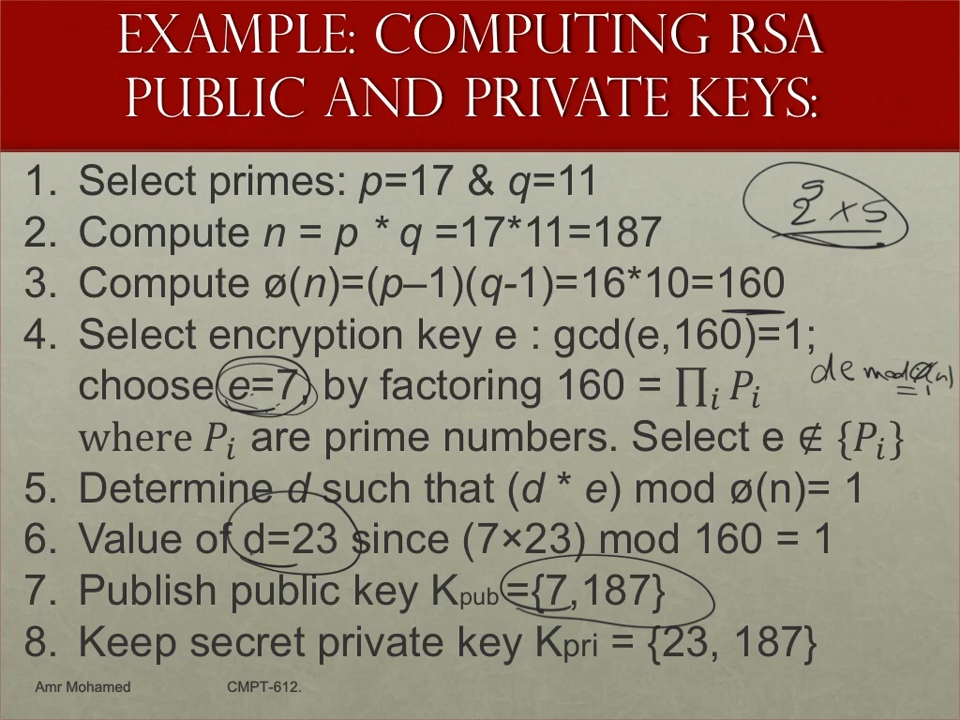 EXAMPLE: COMPUTING RSA
PUBLIC AND PRIVATE KEYS:
1. Select primes: p=17 & q=11
2. Compute n = p * q =17*11=187
3. Compute ø(n)=(p–1)(q-1)=16*10=160
4. Select encryption key e : gcd(e,160)=1;
choose e=7, by factoring 160 = ∏ᵢ Pᵢ
where Pᵢ are prime numbers. Select e ∉ {Pᵢ}
5. Determine d such that (d * e) mod ø(n)= 1
6. Value of d=23 since (7×23) mod 160 = 1
7. Publish public key Kpub ={7,187}
8. Keep secret private key Kpri = {23, 187}
x 5
de mod
Amr Mohamed CMPT-612.